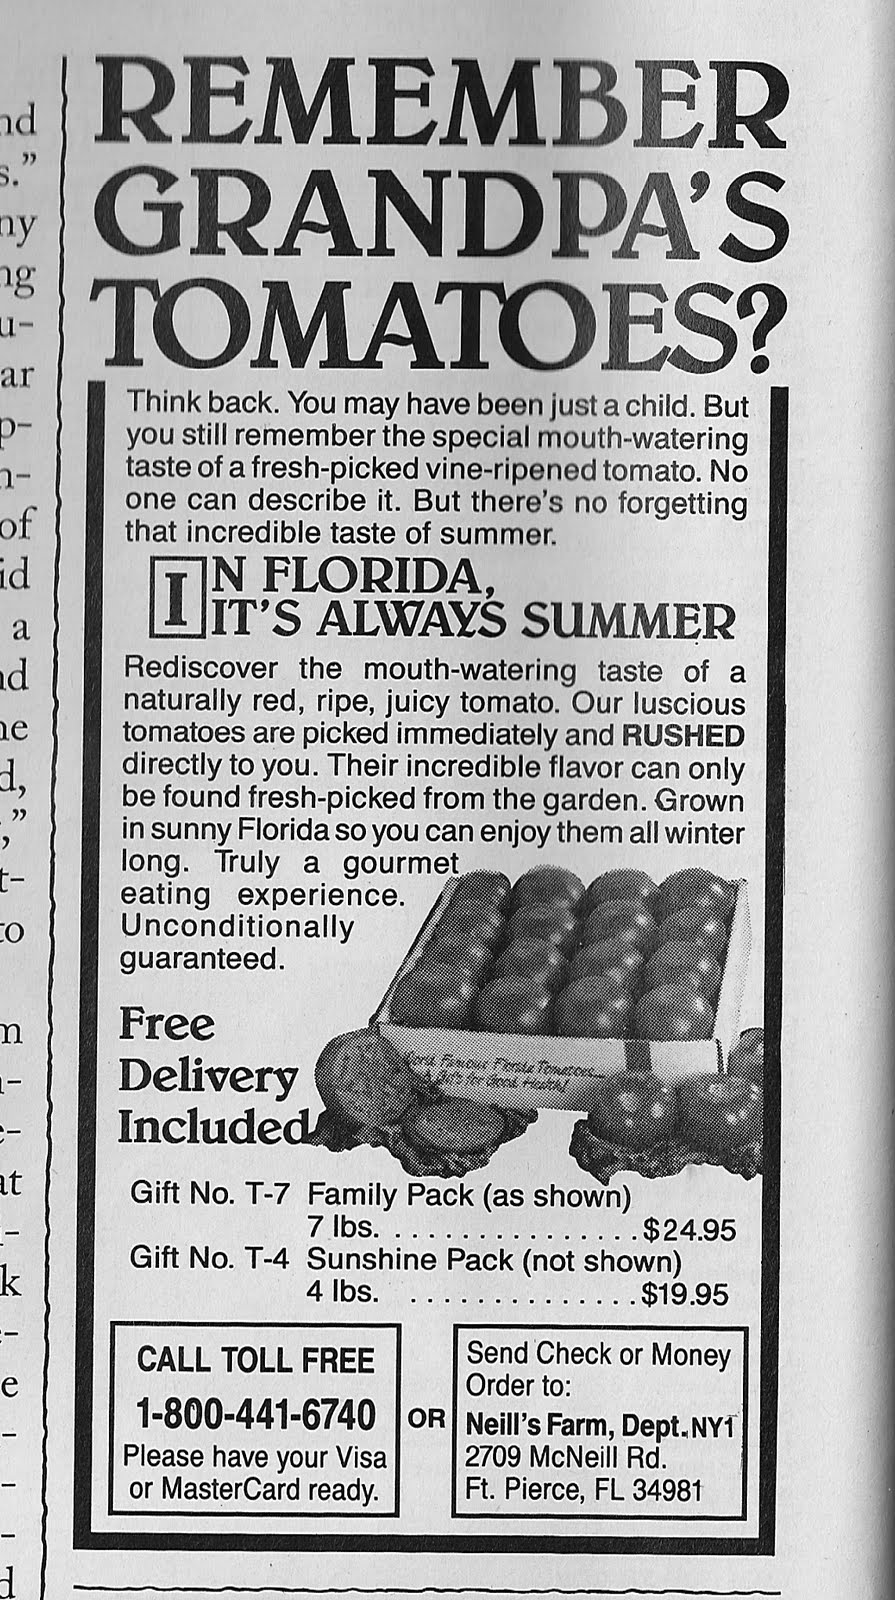 REMEMBER
GRANDPA'S
TOMATOES?
Think back. You may have been just a child. But
you still remember the special mouth-watering
taste of a fresh-picked vine-ripened tomato. No
one can describe it. But there's no forgetting
that incredible taste of summer.
IN FLORIDA,
IT'S ALWAYS SUMMER
Rediscover the mouth-watering taste of a
naturally red, ripe, juicy tomato. Our luscious
tomatoes are picked immediately and RUSHED
directly to you. Their incredible flavor can only
be found fresh-picked from the garden. Grown
in sunny Florida so you can enjoy them all winter
long. Truly a gourmet
eating experience.
Unconditionally
guaranteed.
Famous Florida Tomatoes...
for Good Health!
Free
Delivery
Included
Gift No. T-7 Family Pack (as shown)
7 lbs. . . . . . . . . . . . . . . . $24.95
Gift No. T-4 Sunshine Pack (not shown)
4 lbs. . . . . . . . . . . . . . . $19.95
CALL TOLL FREE
1-800-441-6740
Please have your Visa
or MasterCard ready.
OR
Send Check or Money
Order to:
Neill's Farm, Dept. NY1
2709 McNeill Rd.
Ft. Pierce, FL 34981